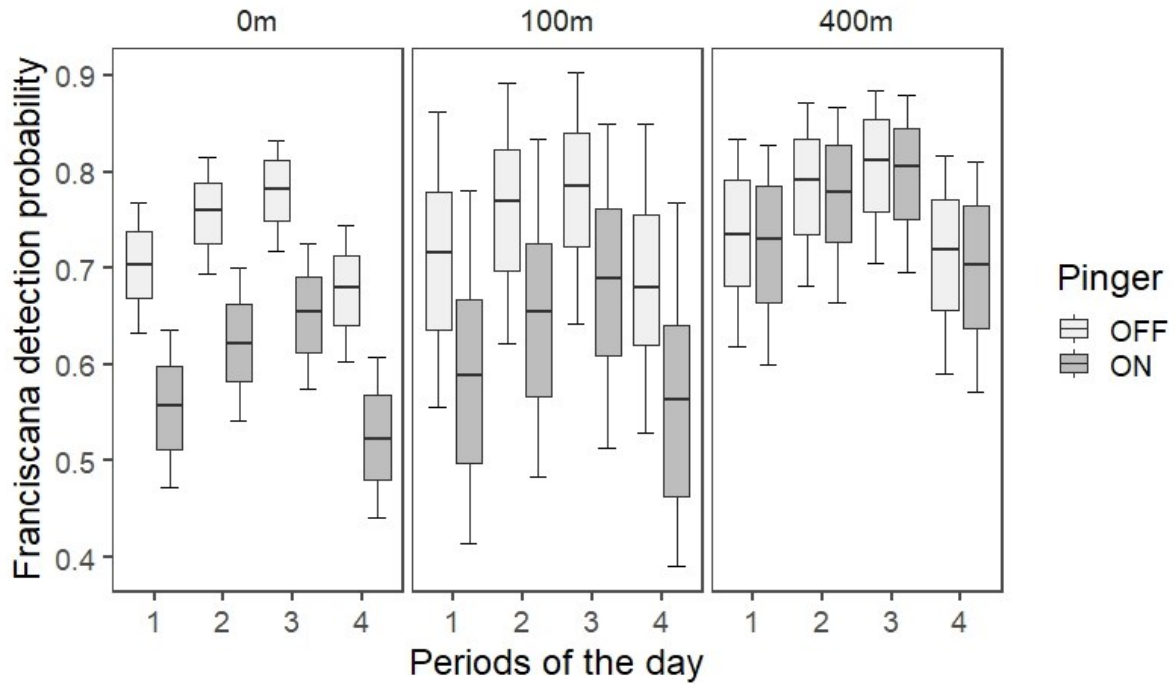 0m 100m 400m
Franciscana detection probability
0.9
0.8
0.7
0.6
0.5
0.4
1 2 3 4 1 2 3 4 1 2 3 4
Periods of the day
Pinger
OFF
ON